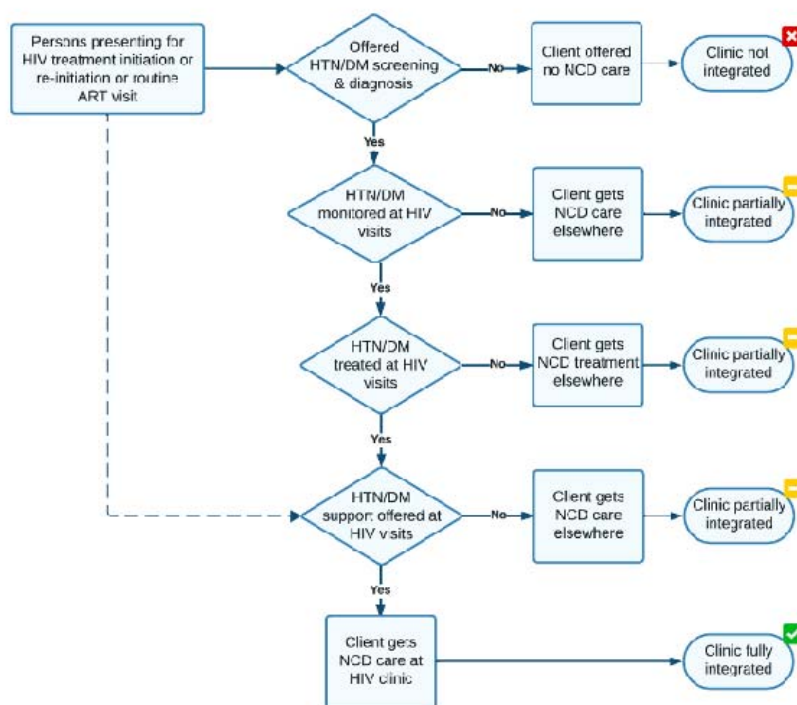 Persons presenting for
HIV treatment initiation or
re-initiation or routine
ART visit
Offered
HTN/DM screening
& diagnosis
No
Client offered
no NCD care
Clinic not
integrated
Yes
HTN/DM
monitored at HIV
visits
No
Client gets
NCD care
elsewhere
Clinic partially
integrated
Yes
HTN/DM
treated at HIV
visits
No
Client gets
NCD treatment
elsewhere
Clinic partially
integrated
Yes
HTN/DM
support offered at
HIV visits
No
Client gets
NCD care
elsewhere
Clinic partially
integrated
Yes
Client gets
NCD care at
HIV clinic
Clinic fully
integrated